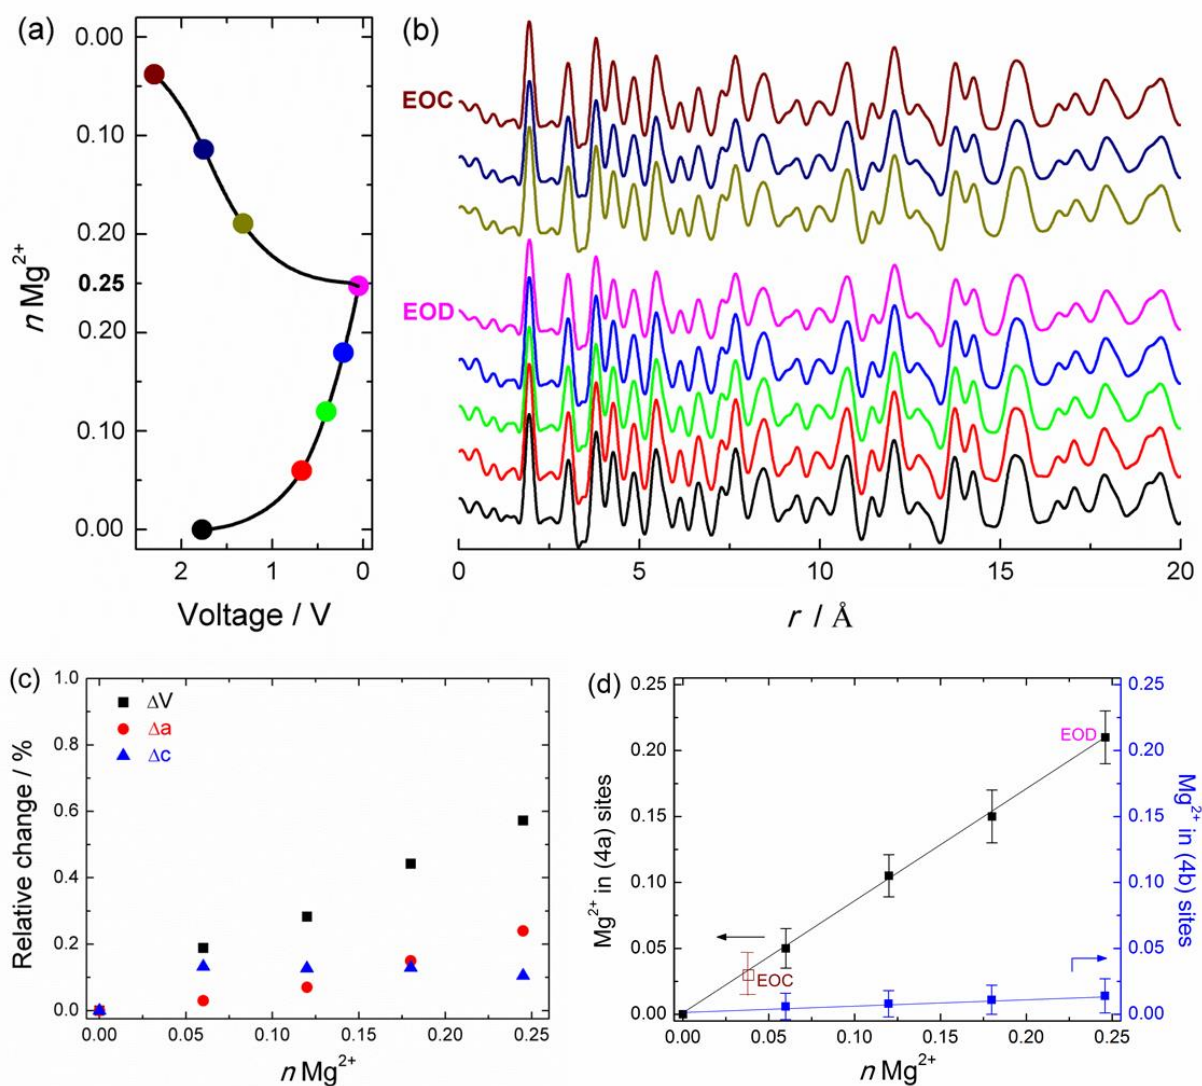 (a)
0.00
0.10
0.20
0.25
0.20
0.10
0.00
n Mg²⁺
2 1 0
Voltage / V
(b)
EOC
EOD
0 5 10 15 20
r / Å
(c)
1.0
0.8
0.6
0.4
0.2
0.0
Relative change / %
ΔV
Δa
Δc
0.00 0.05 0.10 0.15 0.20 0.25
n Mg²⁺
(d)
0.25
0.20
0.15
0.10
0.05
0.00
Mg²⁺ in (4a) sites
EOD
EOC
0.25
0.20
0.15
0.10
0.05
0.00
Mg²⁺ in (4b) sites
0.00 0.05 0.10 0.15 0.20 0.25
n Mg²⁺